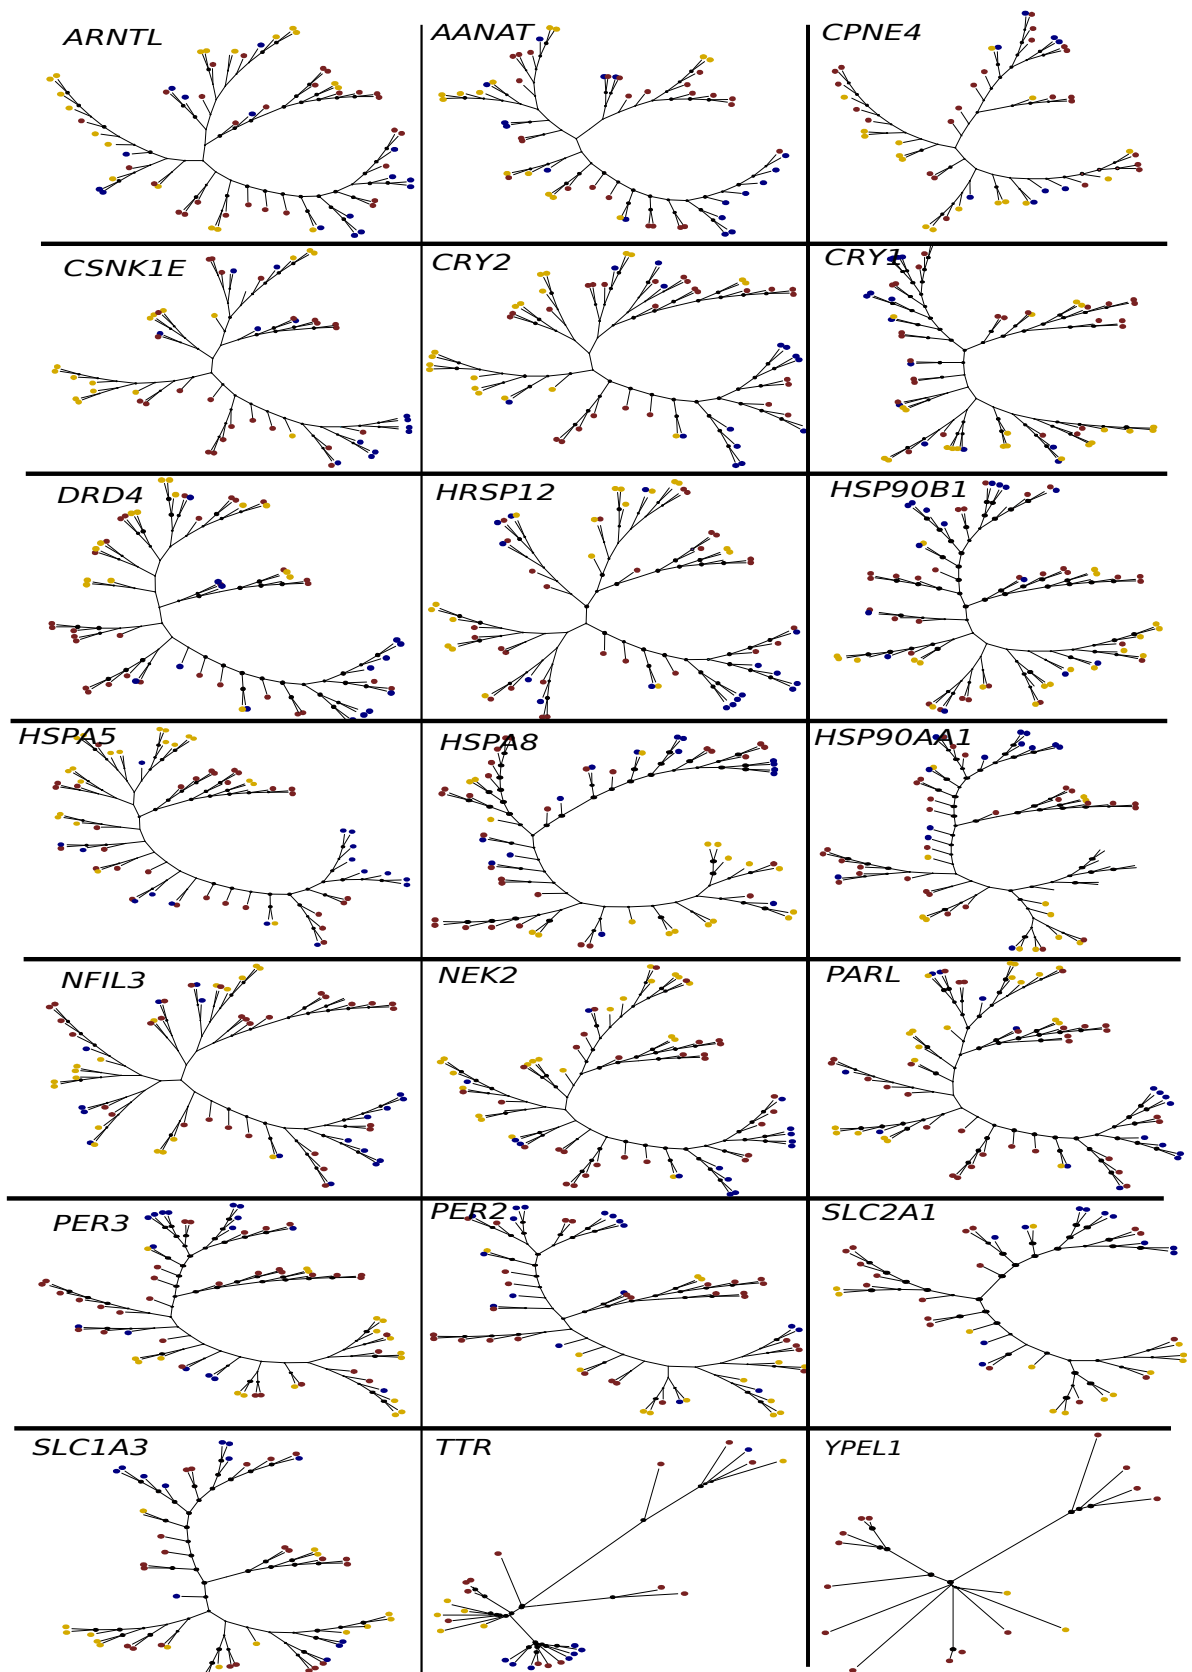 ARNTL
AANAT
CPNE4
CSNK1E
CRY2
CRY1
DRD4
HRSP12
HSP90B1
HSPA5
HSPA8
HSP90AA1
NFIL3
NEK2
PARL
PER3
PER2
SLC2A1
SLC1A3
TTR
YPEL1